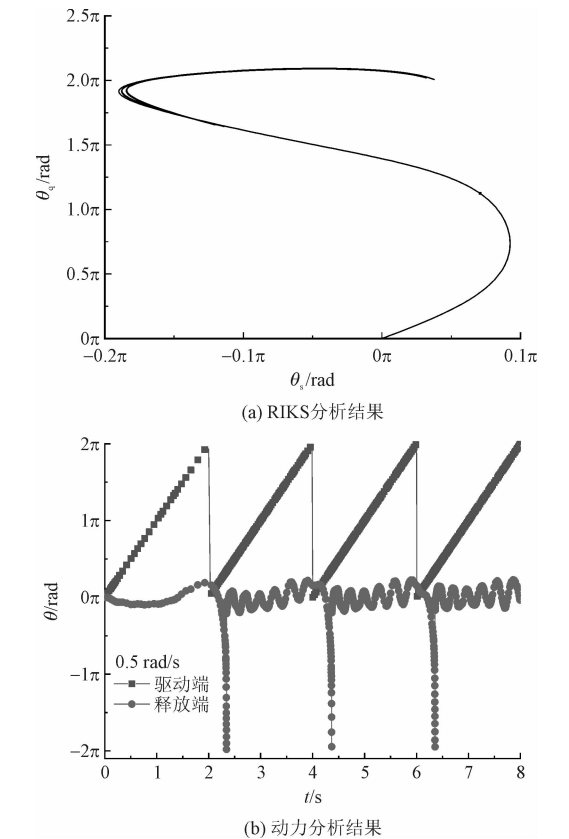 2.5π
2.0π
1.5π
1.0π
0.5π
0π
θq/rad
−0.2π −0.1π 0π 0.1π
θs/rad
(a) RIKS分析结果
2π
1π
0π
−1π
−2π
θ/rad
0.5 rad/s
驱动端
释放端
0 1 2 3 4 5 6 7 8
t/s
(b) 动力分析结果